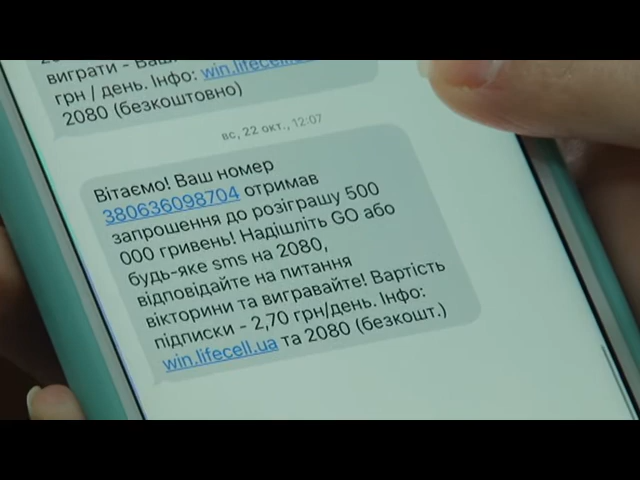 виграти -
грн / день. Інфо: win.lifecell.
2080 (безкоштовно)
вс, 22 окт., 12:07
Вітаємо! Ваш номер
380636098704 отримав
запрошення до розіграшу 500
000 гривень! Надішліть GO або
будь-яке sms на 2080,
відповідайте на питання
вікторини та вигравайте! Вартість
підписки - 2,70 грн/день. Інфо:
win.lifecell.ua та 2080 (безкошт.)